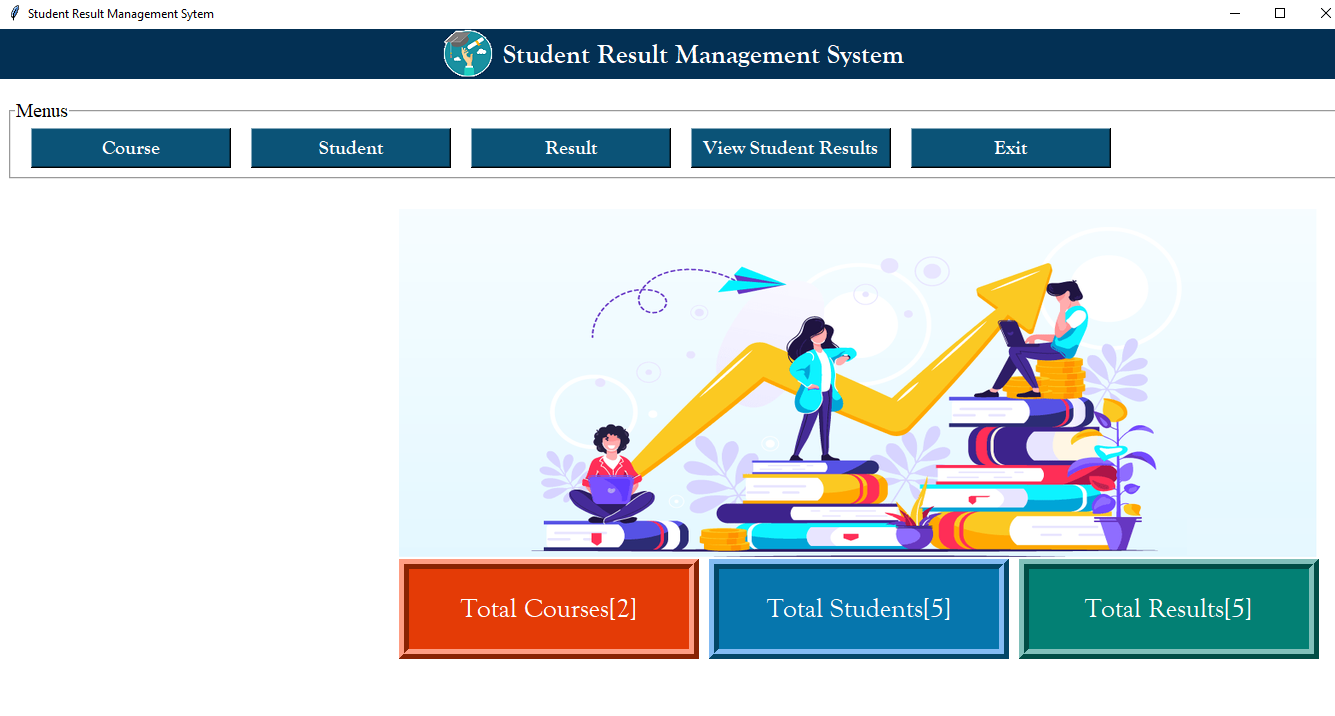 Student Result Management Sytem
Student Result Management System
Menus
Course
Student
Result
View Student Results
Exit
Total Courses[2]
Total Students[5]
Total Results[5]